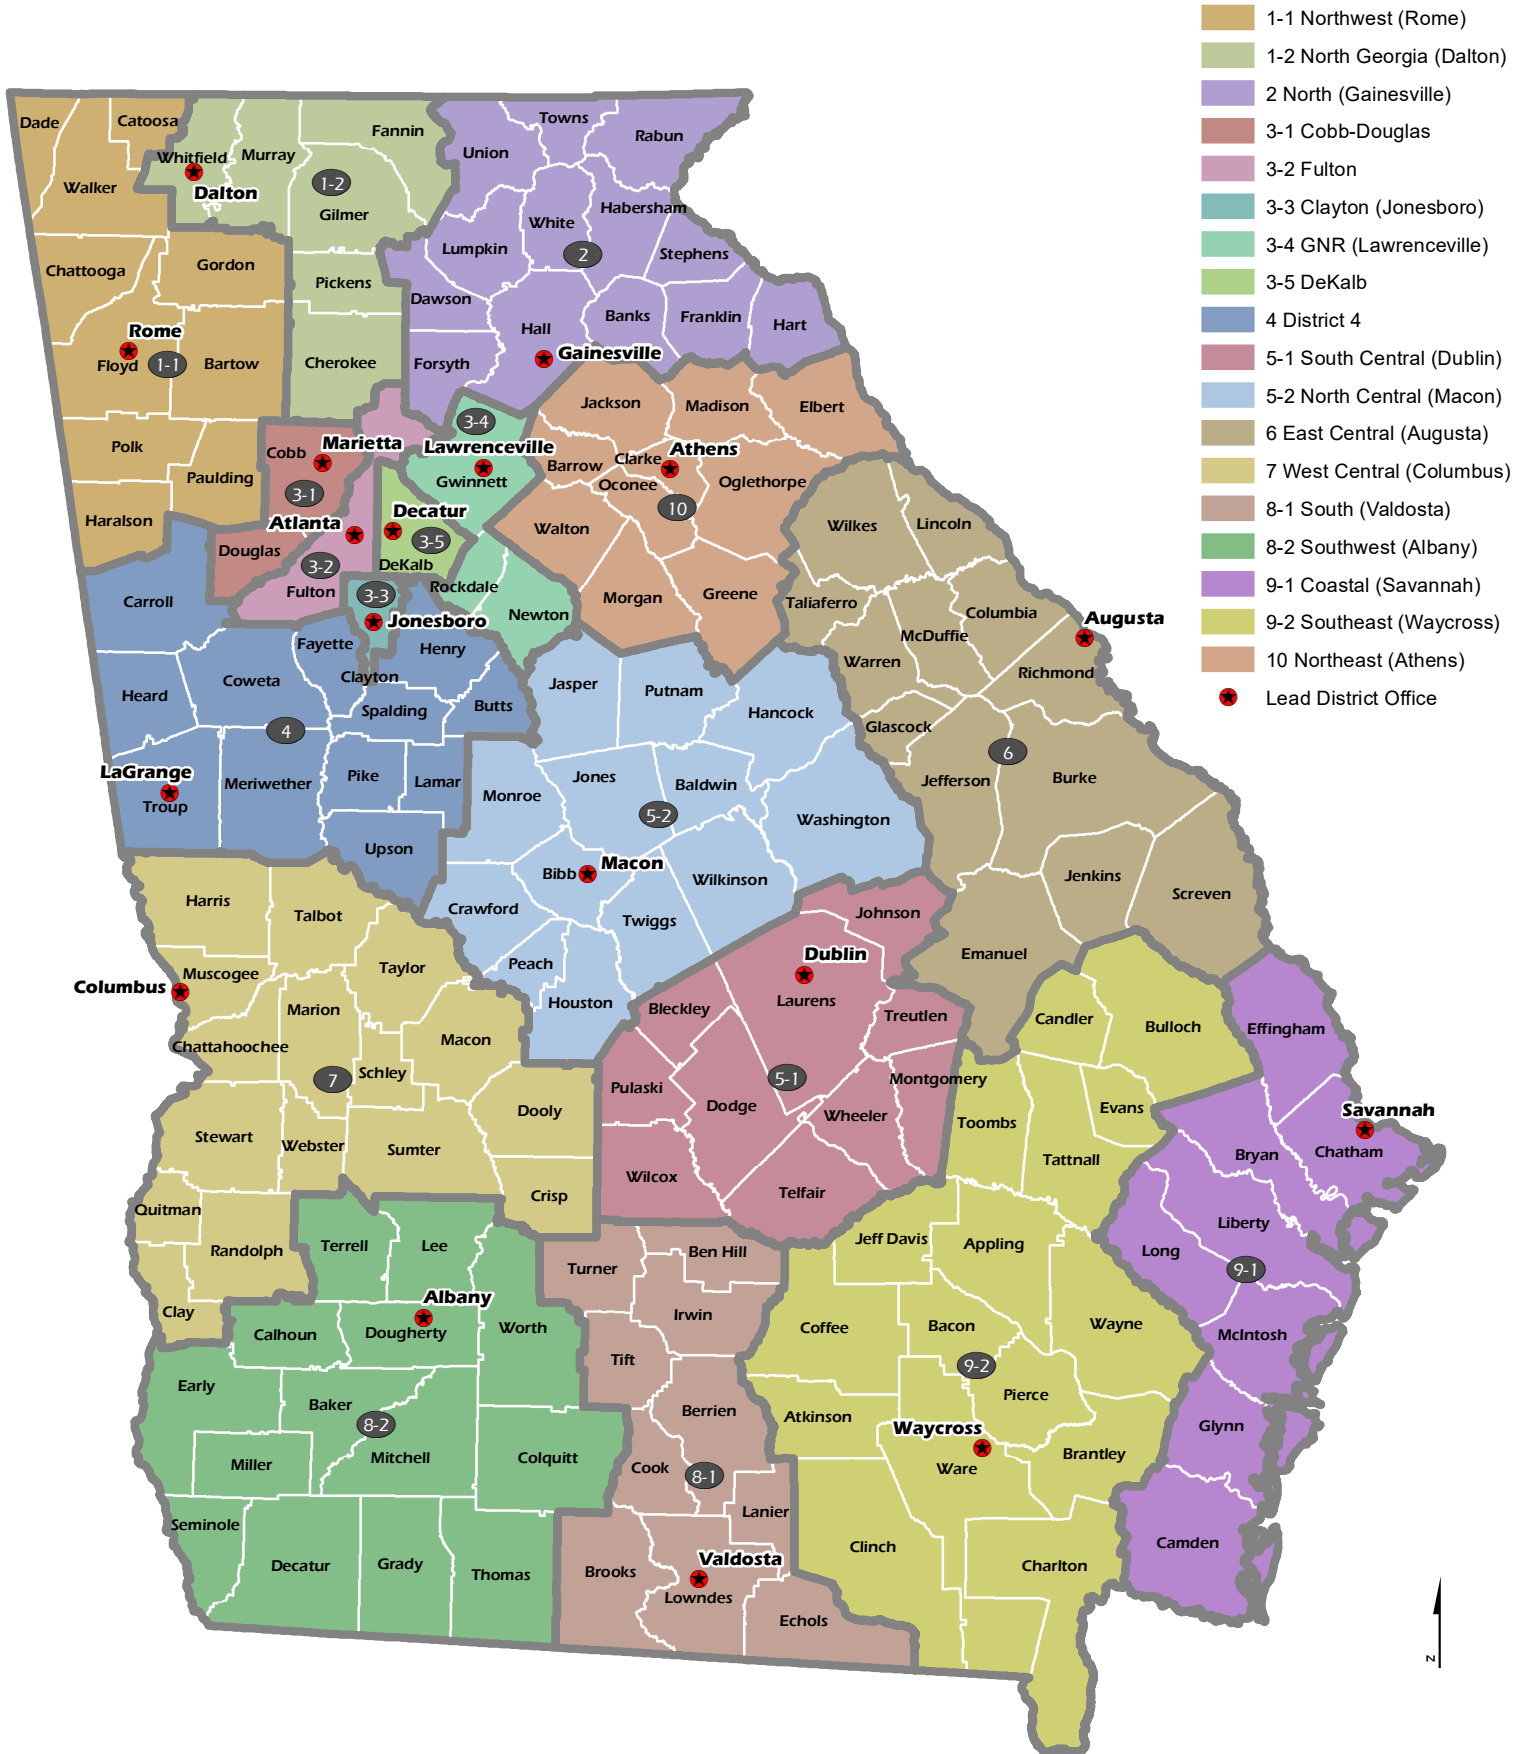 1-1 Northwest (Rome)
1-2 North Georgia (Dalton)
2 North (Gainesville)
3-1 Cobb-Douglas
3-2 Fulton
3-3 Clayton (Jonesboro)
3-4 GNR (Lawrenceville)
3-5 DeKalb
4 District 4
5-1 South Central (Dublin)
5-2 North Central (Macon)
6 East Central (Augusta)
7 West Central (Columbus)
8-1 South (Valdosta)
8-2 Southwest (Albany)
9-1 Coastal (Savannah)
9-2 Southeast (Waycross)
10 Northeast (Athens)
Lead District Office
Dade
Catoosa
Walker
Whitfield
Dalton
Murray
Fannin
1-2
Gilmer
Union
Towns
Rabun
White
Habersham
Lumpkin
2
Stephens
Chattooga
Gordon
Pickens
Dawson
Hall
Banks
Franklin
Hart
Rome
Floyd
1-1
Bartow
Cherokee
Forsyth
Gainesville
Jackson
Madison
Elbert
Polk
Paulding
Haralson
Cobb
Marietta
3-1
3-4
Lawrenceville
Gwinnett
Barrow
Clarke
Athens
Oconee
10
Oglethorpe
Walton
Morgan
Greene
Atlanta
Decatur
3-5
DeKalb
Douglas
3-2
Fulton
3-3
Jonesboro
Rockdale
Newton
Wilkes
Lincoln
Taliaferro
McDuffie
Columbia
Augusta
Warren
Richmond
Glascock
6
Jefferson
Burke
Jenkins
Screven
Emanuel
Carroll
Fayette
Henry
Clayton
Heard
Coweta
Spalding
Butts
4
LaGrange
Troup
Meriwether
Pike
Lamar
Upson
Jasper
Putnam
Hancock
Jones
Baldwin
Monroe
5-2
Washington
Bibb
Macon
Wilkinson
Crawford
Twiggs
Peach
Houston
Johnson
Dublin
Laurens
Bleckley
Treutlen
Pulaski
5-1
Montgomery
Dodge
Wheeler
Wilcox
Telfair
Harris
Talbot
Columbus
Muscogee
Taylor
Marion
Chattahoochee
Macon
7
Schley
Dooly
Stewart
Webster
Sumter
Crisp
Quitman
Randolph
Clay
Terrell
Lee
Albany
Calhoun
Dougherty
Worth
Early
Baker
8-2
Miller
Mitchell
Colquitt
Seminole
Decatur
Grady
Thomas
Turner
Ben Hill
Irwin
Tift
Berrien
Cook
8-1
Lanier
Brooks
Valdosta
Lowndes
Echols
Candler
Bulloch
Evans
Toombs
Tattnall
Jeff Davis
Appling
Coffee
Bacon
Wayne
9-2
Pierce
Atkinson
Waycross
Ware
Brantley
Clinch
Charlton
Effingham
Savannah
Bryan
Chatham
Liberty
Long
9-1
McIntosh
Glynn
Camden
N